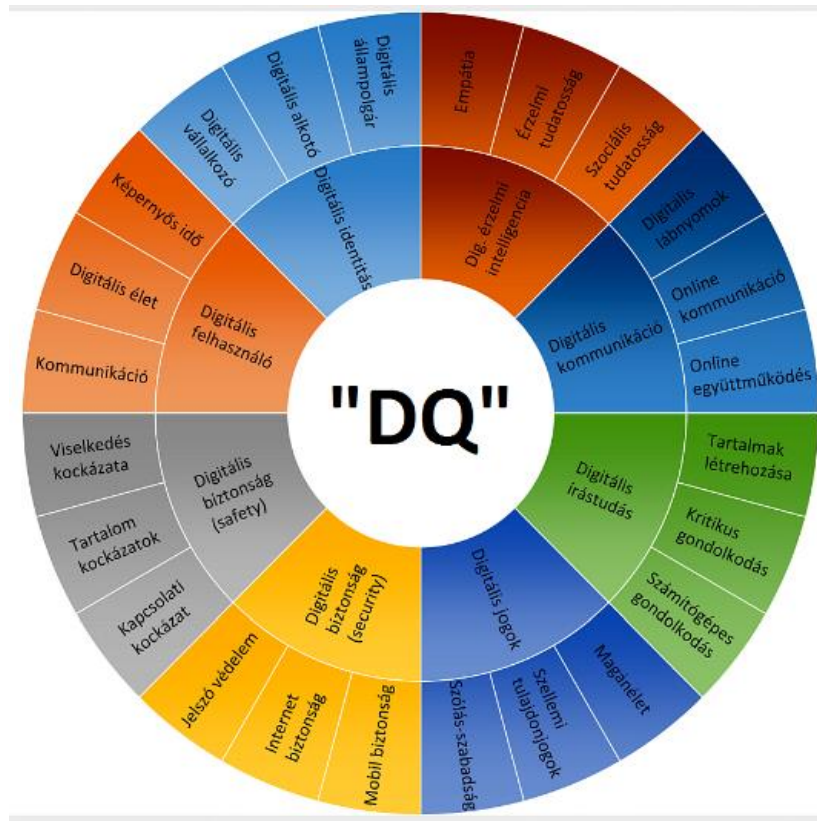 "DQ"
Dig. érzelmi
intelligencia
Empátia
Érzelmi
tudatosság
Szociális
tudatosság
Digitális
kommunikáció
Digitális
lábnyomok
Online
kommunikáció
Online
együttműködés
Digitális
írástudás
Tartalmak
létrehozása
Kritikus
gondolkodás
Számítógépes
gondolkodás
Digitális jogok
Magánélet
Szellemi
tulajdonjogok
Szólás-szabadság
Digitális
biztonság
(security)
Mobil biztonság
Internet
biztonság
Jelszó védelem
Digitális
biztonság
(safety)
Kapcsolati
kockázat
Tartalom
kockázatok
Viselkedés
kockázata
Digitális
felhasználó
Kommunikáció
Digitális élet
Képernyős idő
Digitális identitás
Digitális
vállalkozó
Digitális alkotó
Digitális
állampolgár